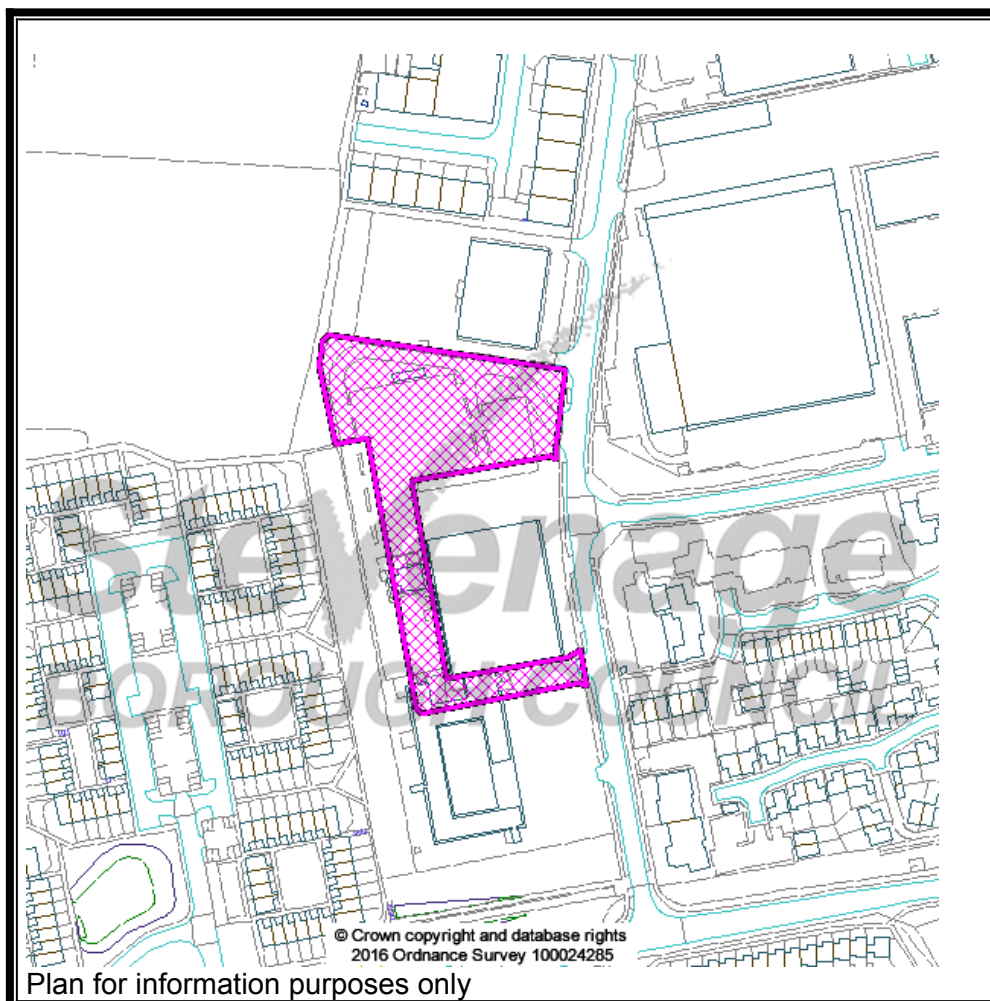 Stevenage
BOROUGH COUNCIL
© Crown copyright and database rights
2016 Ordnance Survey 100024285
Plan for information purposes only